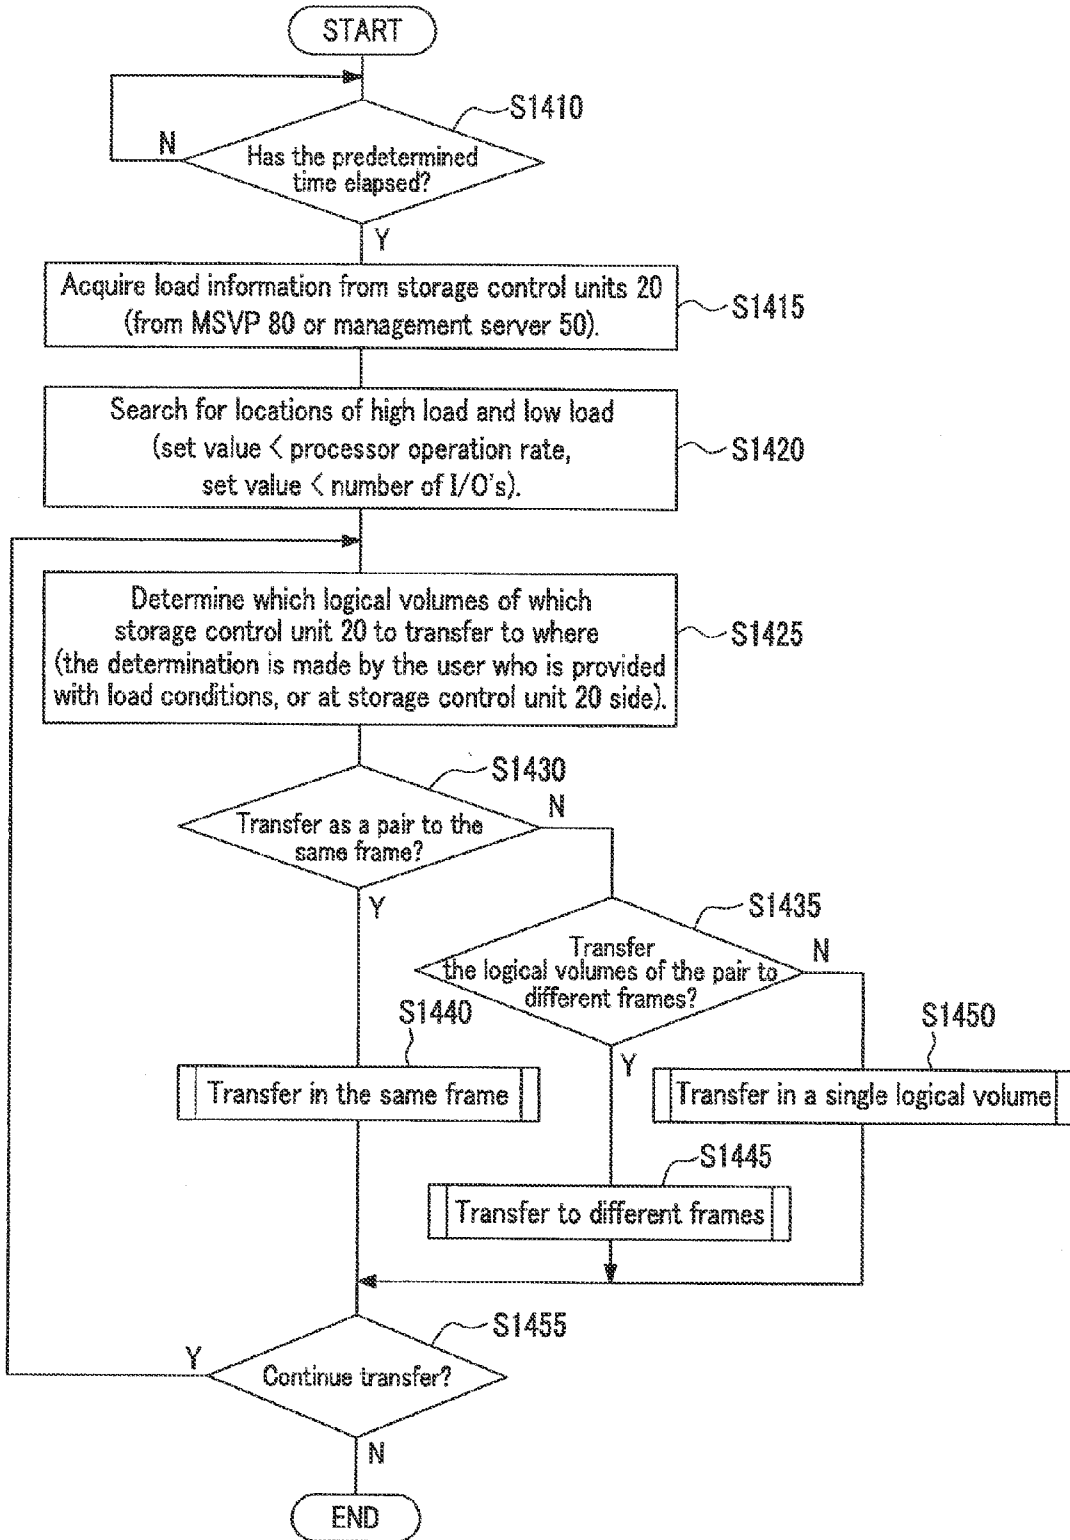 START
S1410
N
Has the predetermined
time elapsed?
Y
Acquire load information from storage control units 20
(from MSVP 80 or management server 50).
S1415
Search for locations of high load and low load
(set value < processor operation rate,
set value < number of I/O's).
S1420
Determine which logical volumes of which
storage control unit 20 to transfer to where
(the determination is made by the user who is provided
with load conditions, or at storage control unit 20 side).
S1425
S1430
N
Transfer as a pair to the
same frame?
Y
S1435
Transfer
the logical volumes of the pair to
different frames?
N
Y
S1440
Transfer in the same frame
S1450
Transfer in a single logical volume
S1445
Transfer to different frames
S1455
Y
Continue transfer?
N
END